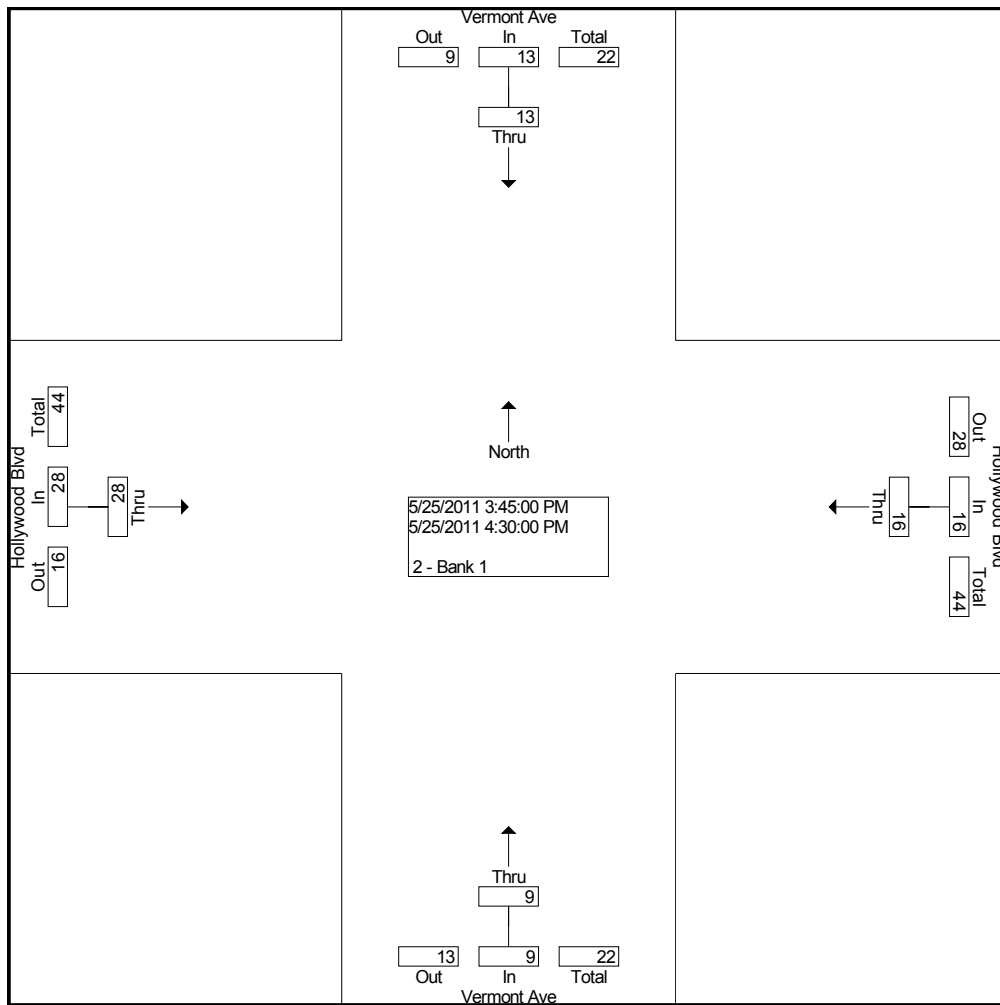 Vermont Ave
Out In Total
9 13 22
13
Thru
Hollywood Blvd
Total In Out
44 28 16
28
Thru
North
5/25/2011 3:45:00 PM
5/25/2011 4:30:00 PM
2 - Bank 1
Hollywood Blvd
Out In Total
28 16 44
16
Thru
Thru
9
13 9 22
Out In Total
Vermont Ave